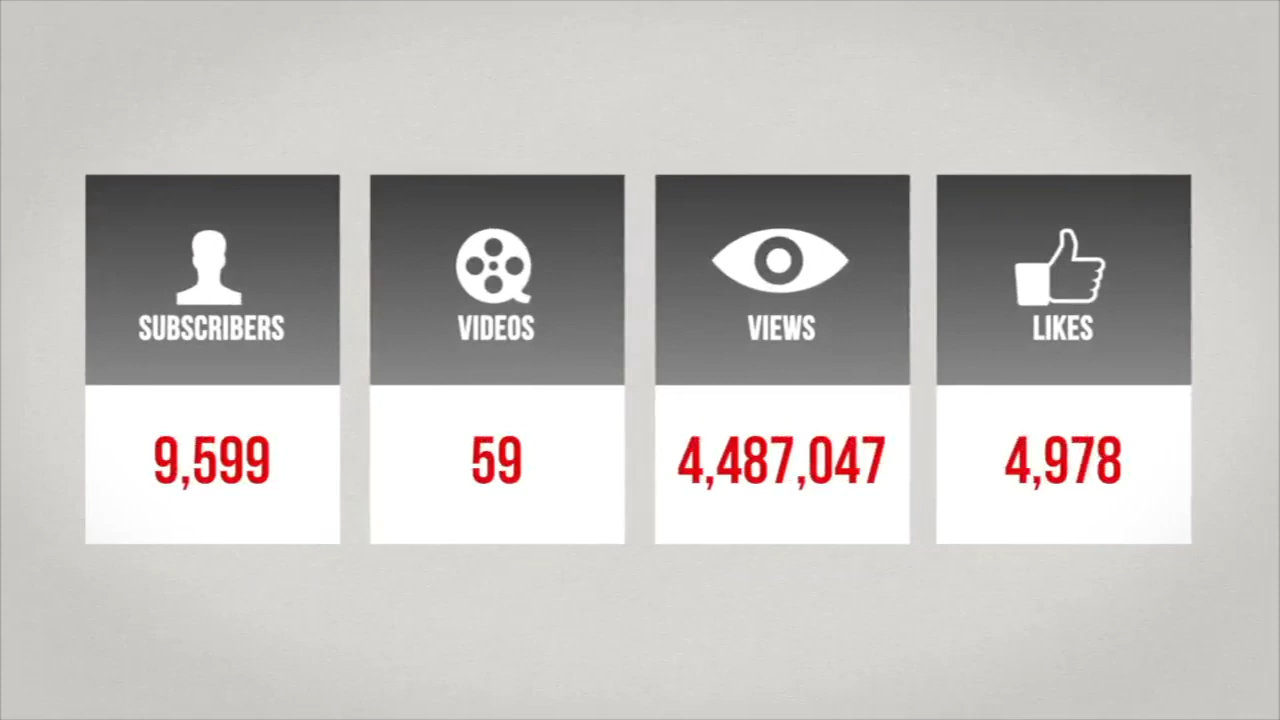 SUBSCRIBERS
9,599
VIDEOS
59
VIEWS
4,487,047
LIKES
4,978